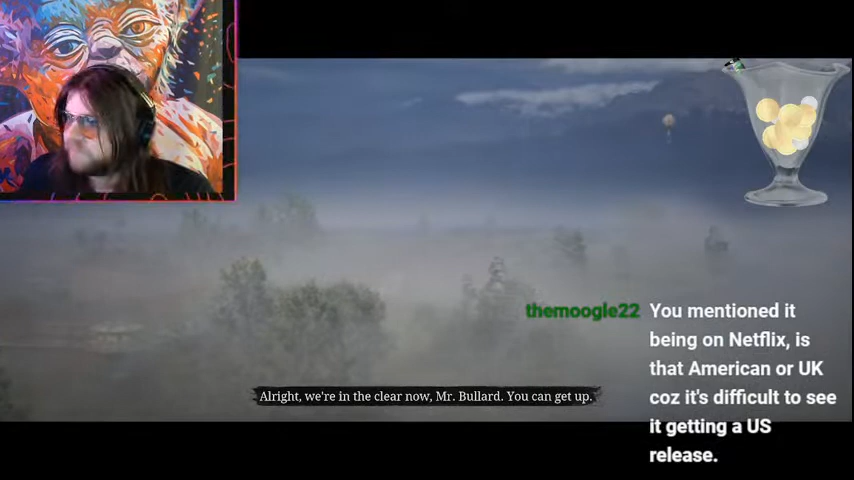 themoogle22 You mentioned it
being on Netflix, is
that American or UK
coz it's difficult to see
it getting a US
release.
Alright, we're in the clear now, Mr. Bullard. You can get up.